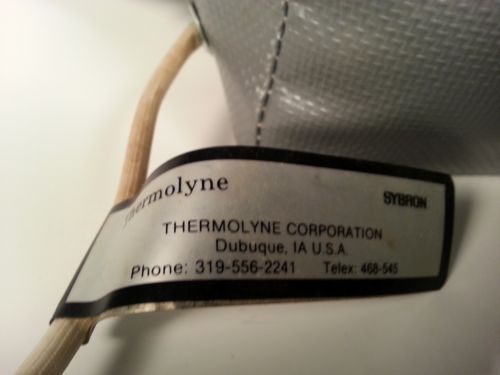 thermolyne SYBRON
THERMOLYNE CORPORATION
Dubuque, IA U.S.A.
Phone: 319-556-2241 Telex: 468-545